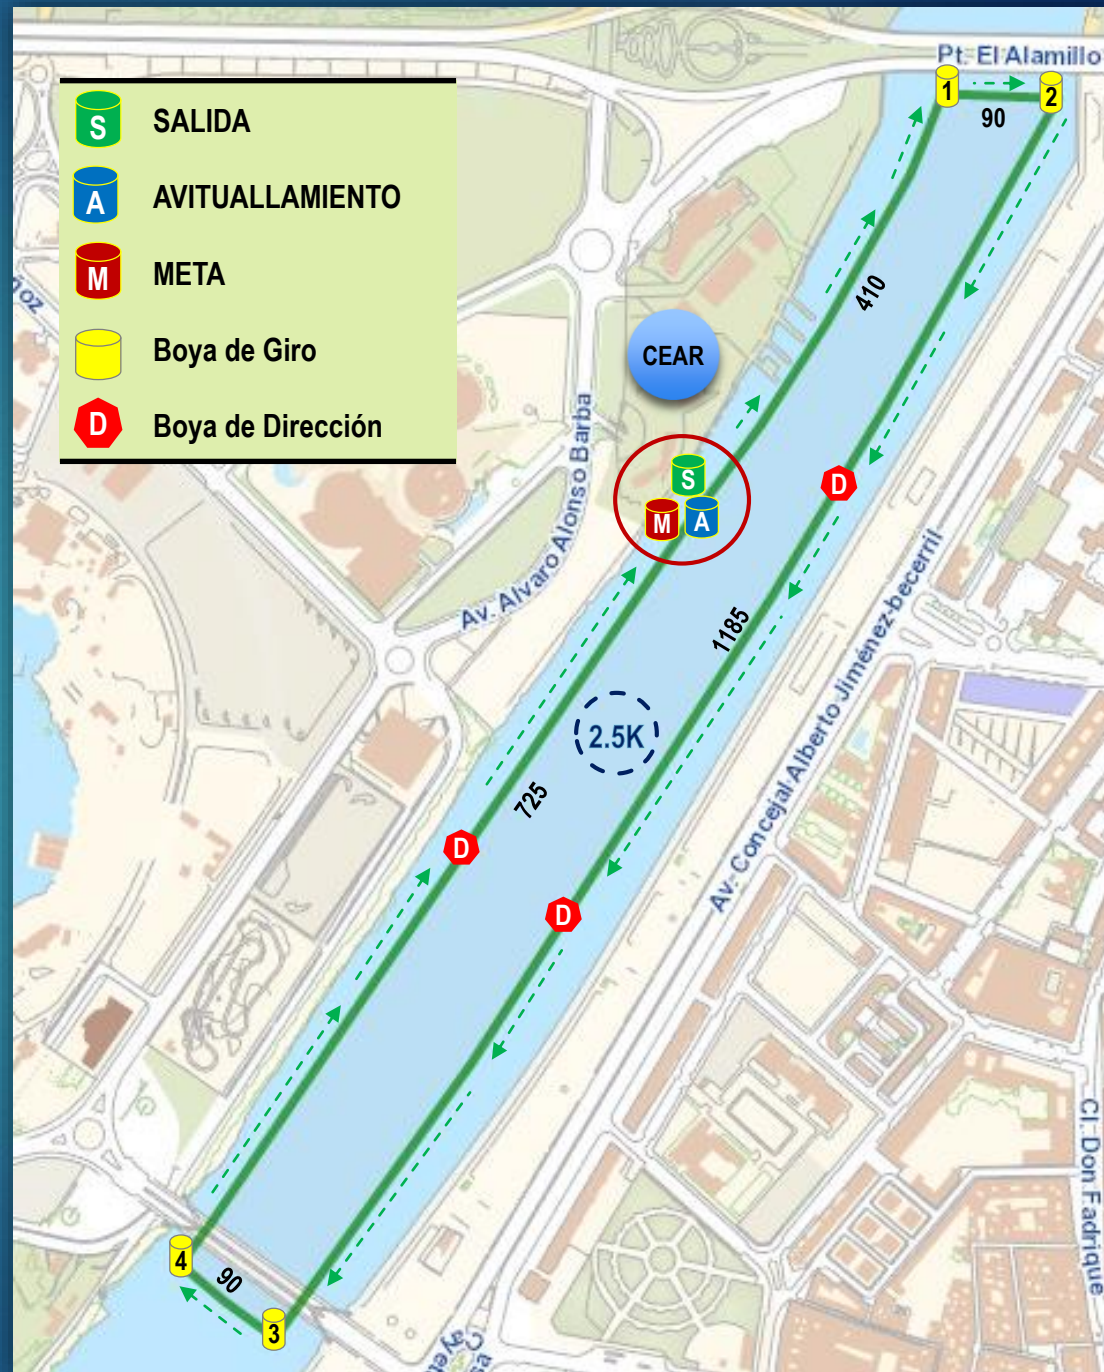 Pt. El Alamillo
S SALIDA
A AVITUALLAMIENTO
M META
Boya de Giro
D Boya de Dirección
1
2
90
410
CEAR
Av. Alvaro Alonso Barba
S
M
A
D
1185
Av. Concejal Alberto Jiménez-becerril
2.5K
725
D
D
4
90
3
Cl. Don Fadrique